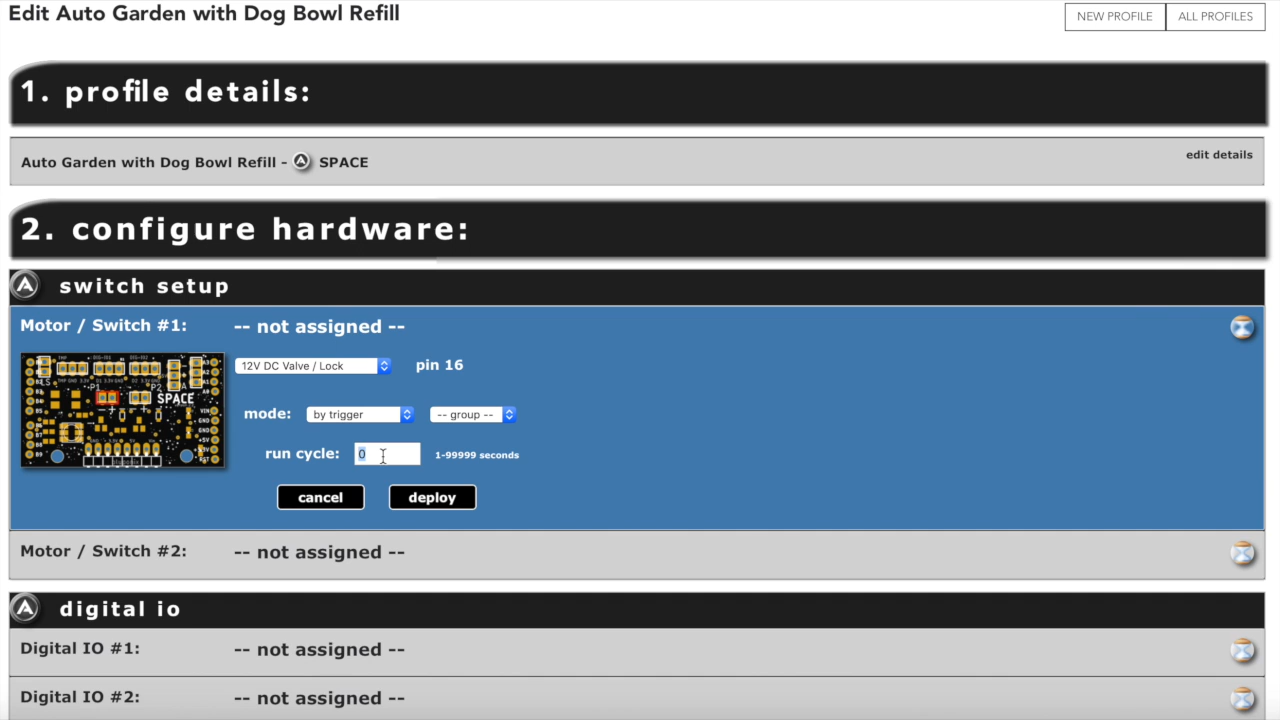 Edit Auto Garden with Dog Bowl Refill
NEW PROFILE
ALL PROFILES
1. profile details:
Auto Garden with Dog Bowl Refill - A SPACE
edit details
2. configure hardware:
A switch setup
Motor / Switch #1:
-- not assigned --
SPACE
12V DC Valve / Lock
pin 16
mode:
by trigger
-- group --
run cycle:
0
1-99999 seconds
cancel
deploy
Motor / Switch #2:
-- not assigned --
A digital io
Digital IO #1:
-- not assigned --
Digital IO #2:
-- not assigned --